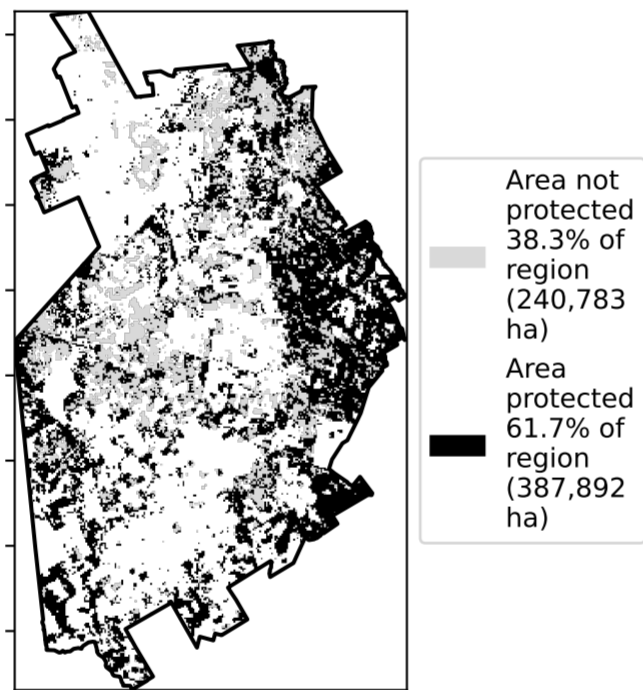 Area not
protected
38.3% of
region
(240,783
ha)
Area
protected
61.7% of
region
(387,892
ha)